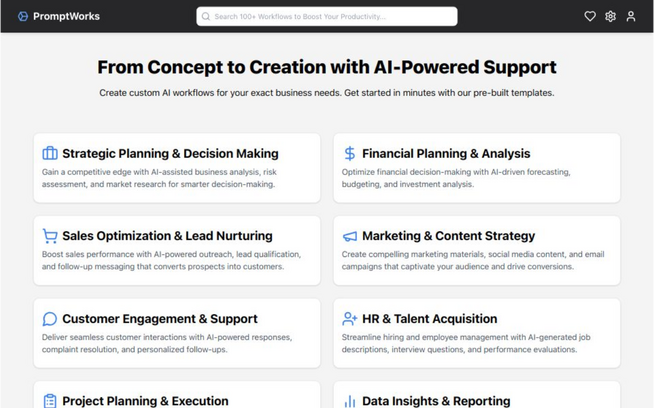 PromptWorks
Search 100+ Workflows to Boost Your Productivity...
From Concept to Creation with AI-Powered Support
Create custom AI workflows for your exact business needs. Get started in minutes with our pre-built templates.
Strategic Planning & Decision Making
Gain a competitive edge with AI-assisted business analysis, risk
assessment, and market research for smarter decision-making.
Financial Planning & Analysis
Optimize financial decision-making with AI-driven forecasting,
budgeting, and investment analysis.
Sales Optimization & Lead Nurturing
Boost sales performance with AI-powered outreach, lead qualification,
and follow-up messaging that converts prospects into customers.
Marketing & Content Strategy
Create compelling marketing materials, social media content, and email
campaigns that captivate your audience and drive conversions.
Customer Engagement & Support
Deliver seamless customer interactions with AI-powered responses,
complaint resolution, and personalized follow-ups.
HR & Talent Acquisition
Streamline hiring and employee management with AI-generated job
descriptions, interview questions, and performance evaluations.
Project Planning & Execution
Data Insights & Reporting